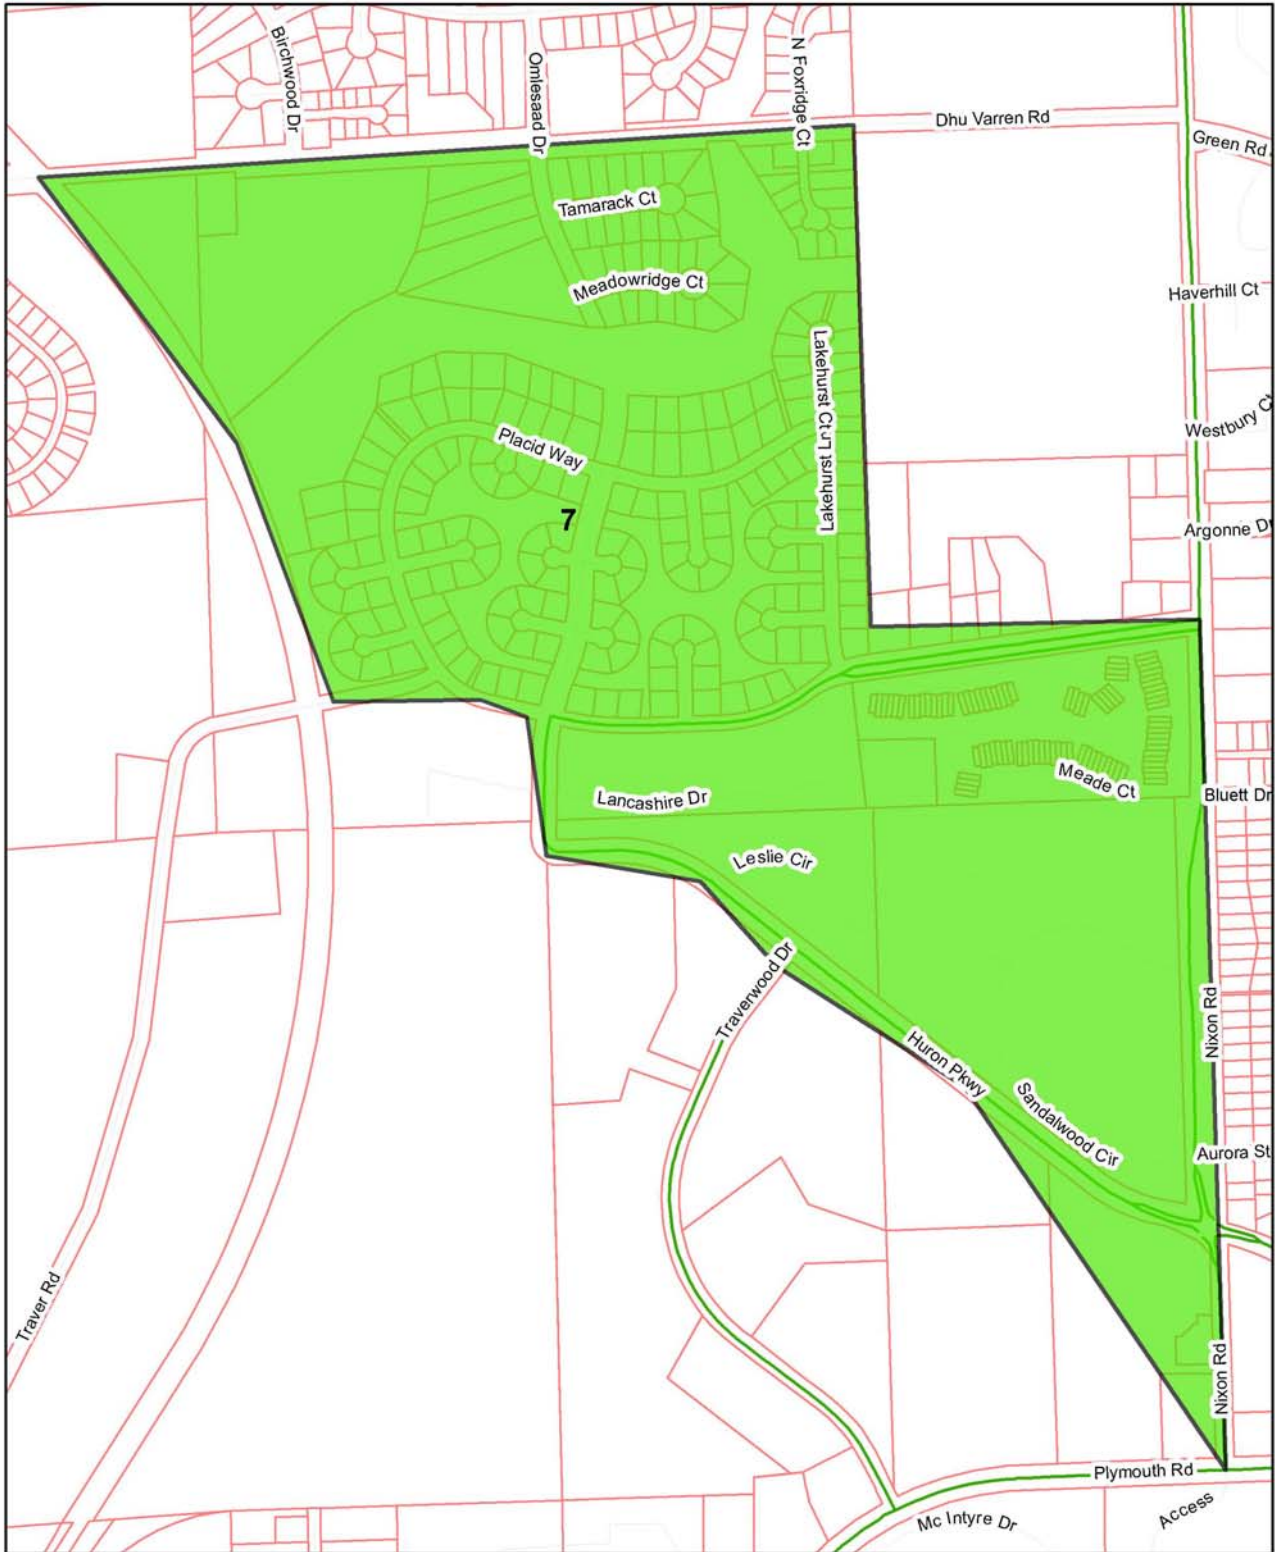 Birchwood Dr
Omlesaad Dr
N Foxridge Ct
Dhu Varren Rd
Green Rd
Tamarack Ct
Meadowridge Ct
Haverhill Ct
Lakehurst Ct
Westbury
Placid Way
Lakehurst Ln
7
Argonne Dr
Meade Ct
Lancashire Dr
Bluett Dr
Leslie Cir
Traverwood Dr
Nixon Rd
Huron Pkwy
Sandalwood Cir
Aurora St
Traver Rd
Nixon Rd
Plymouth Rd
Mc Intyre Dr
Access